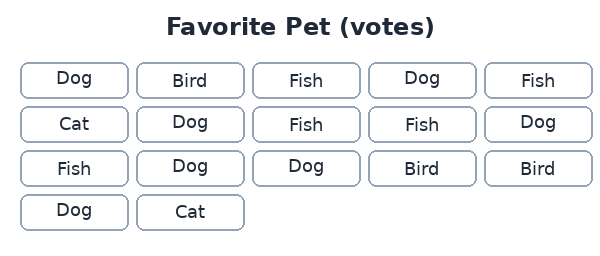 Favorite Pet (votes)
Dog Bird Fish Dog Fish
Cat Dog Fish Fish Dog
Fish Dog Dog Bird Bird
Dog Cat